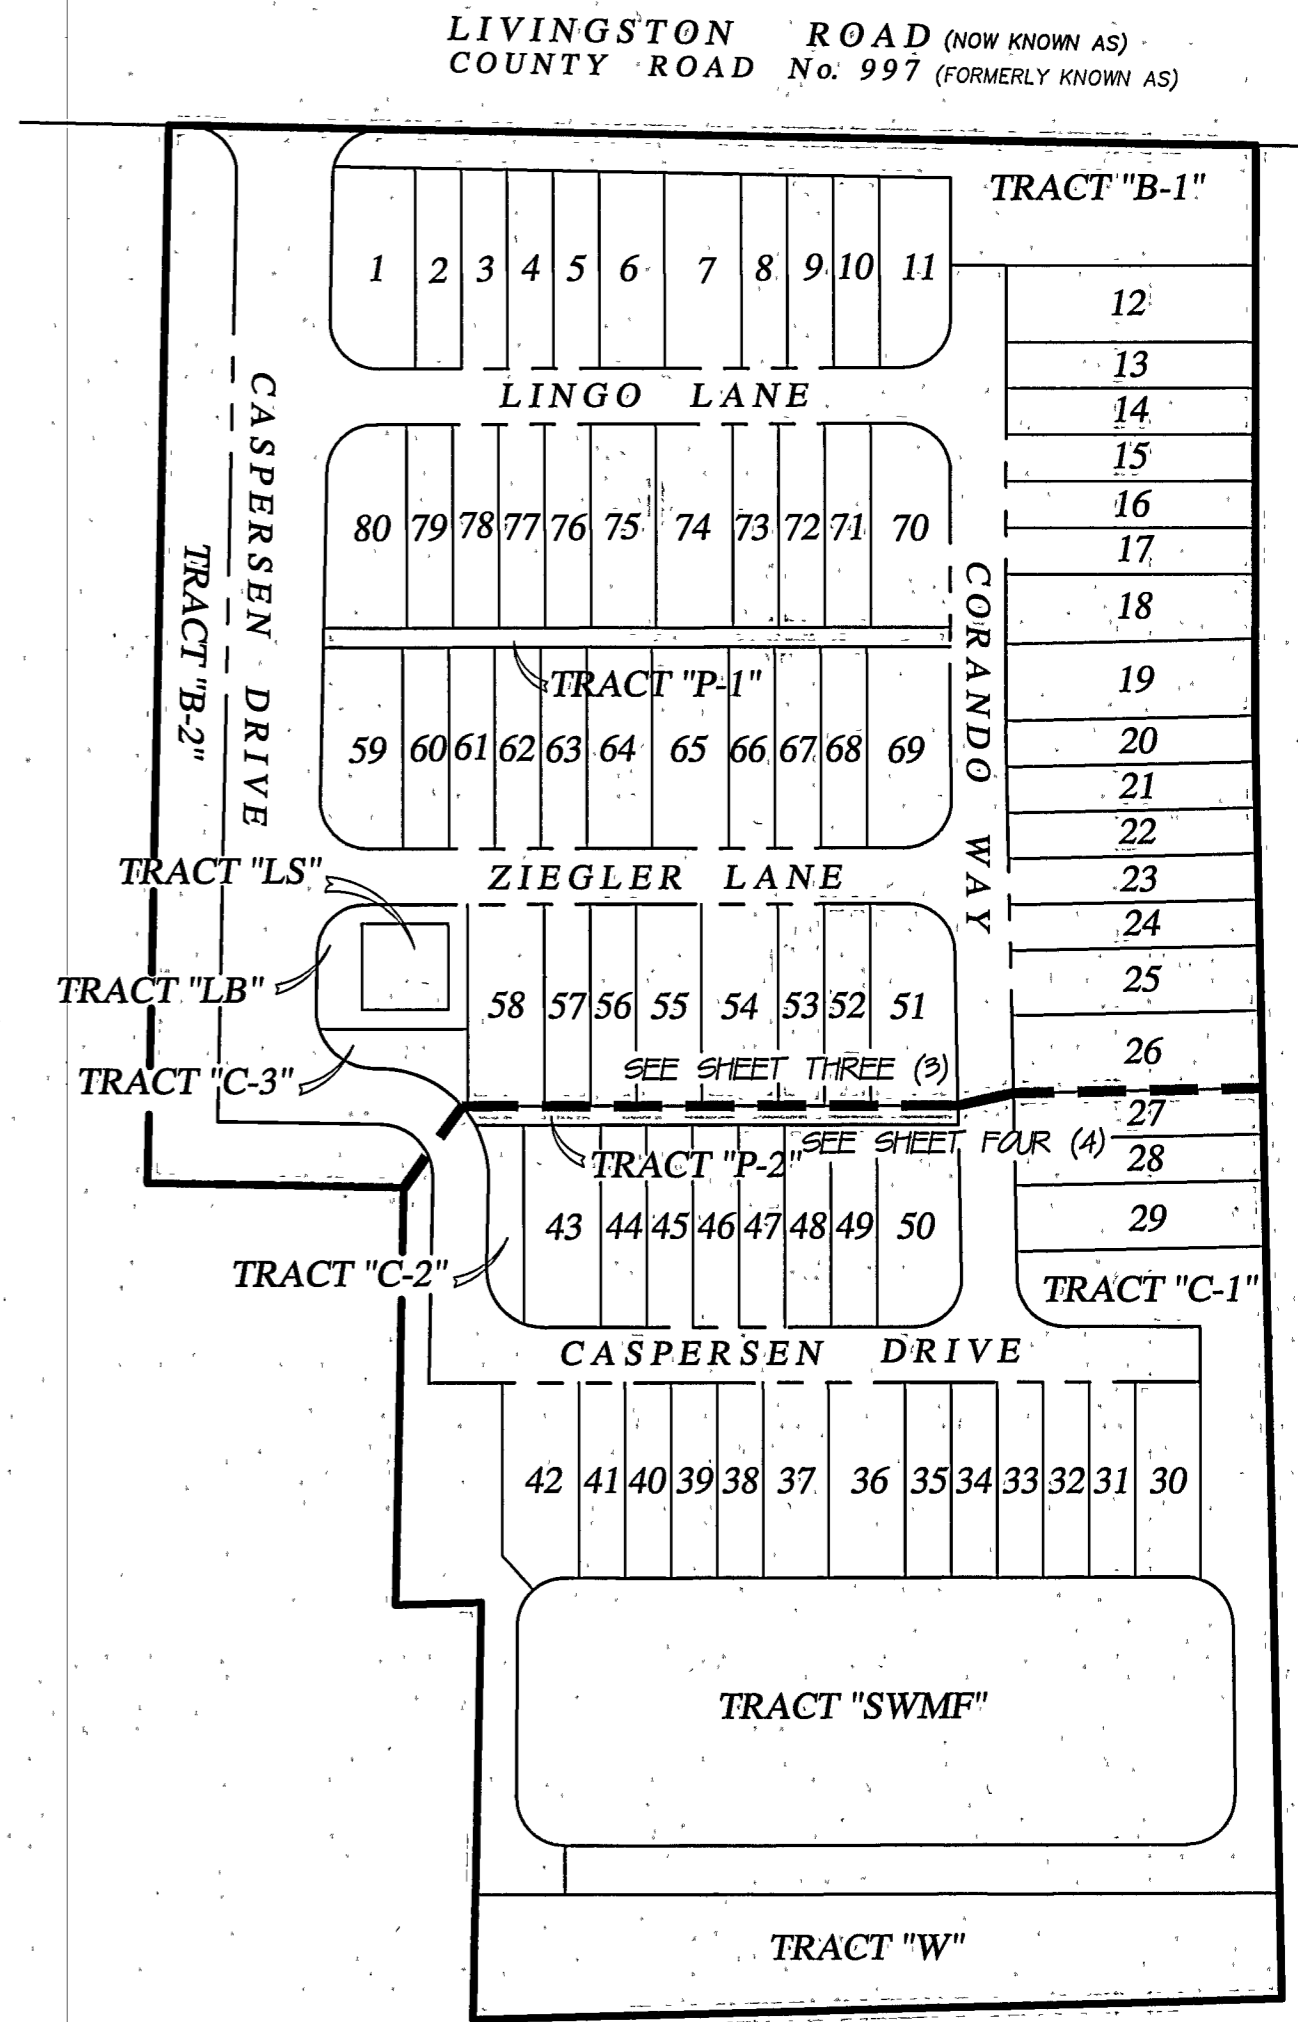 LIVINGSTON ROAD (NOW KNOWN AS)
COUNTY ROAD No. 997 (FORMERLY KNOWN AS)
TRACT "B-1"
1 2 3 4 5 6 7 8 9 10 11
12
13
14
15
16
17
18
19
20
21
22
23
24
25
26
27
28
29
LINGO LANE
CASPERSEN DRIVE
TRACT "B-2"
80 79 78 77 76 75 74 73 72 71 70
CORANDO WAY
TRACT "P-1"
59 60 61 62 63 64 65 66 67 68 69
TRACT "LS"
ZIEGLER LANE
TRACT "LB"
58 57 56 55 54 53 52 51
SEE SHEET THREE (3)
TRACT "C-3"
SEE SHEET FOUR (4)
TRACT "P-2"
43 44 45 46 47 48 49 50
TRACT "C-2"
TRACT "C-1"
CASPERSEN DRIVE
42 41 40 39 38 37 36 35 34 33 32 31 30
TRACT "SWMF"
TRACT "W"